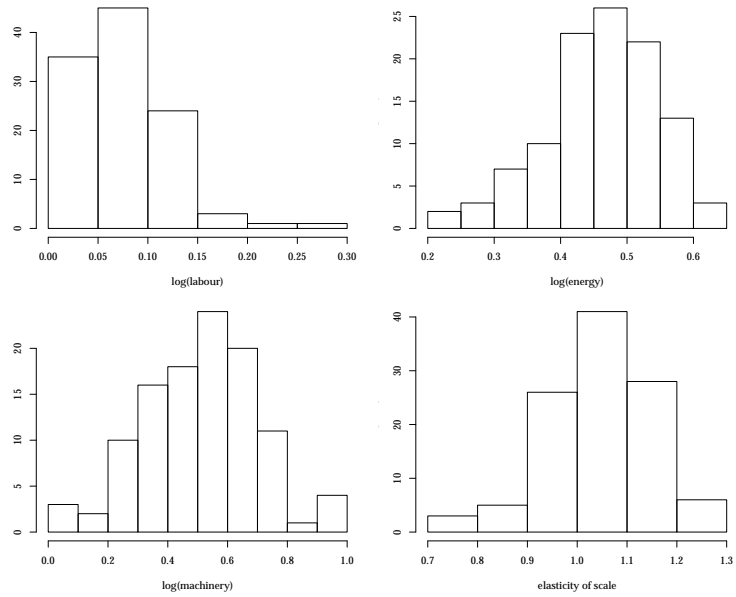 0 10 20 30 40
0.00 0.05 0.10 0.15 0.20 0.25 0.30
log(labour)
0 5 10 15 20 25
0.2 0.3 0.4 0.5 0.6
log(energy)
0 5 10 15 20
0.0 0.2 0.4 0.6 0.8 1.0
log(machinery)
0 10 20 30 40
0.7 0.8 0.9 1.0 1.1 1.2 1.3
elasticity of scale